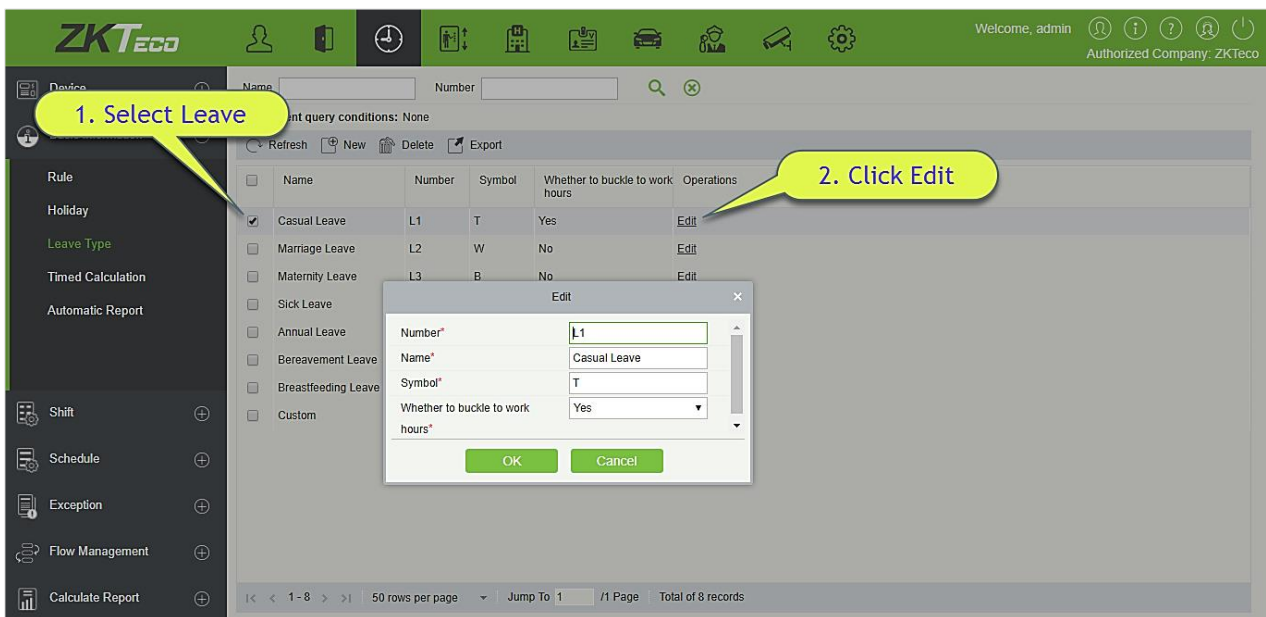 ZKTeco
Welcome, admin
Authorized Company: ZKTeco
Device
Name
Number
1. Select Leave
ent query conditions: None
Refresh New Delete Export
Rule
Holiday
Leave Type
Timed Calculation
Automatic Report
Shift
Schedule
Exception
Flow Management
Calculate Report
2. Click Edit
Name Number Symbol Whether to buckle to work hours Operations
Casual Leave L1 T Yes Edit
Marriage Leave L2 W No Edit
Maternity Leave L3 B No Edit
Sick Leave
Annual Leave
Bereavement Leave
Breastfeeding Leave
Custom
Edit
Number* L1
Name* Casual Leave
Symbol* T
Whether to buckle to work Yes
hours*
OK Cancel
1 - 8 50 rows per page Jump To 1 /1 Page Total of 8 records